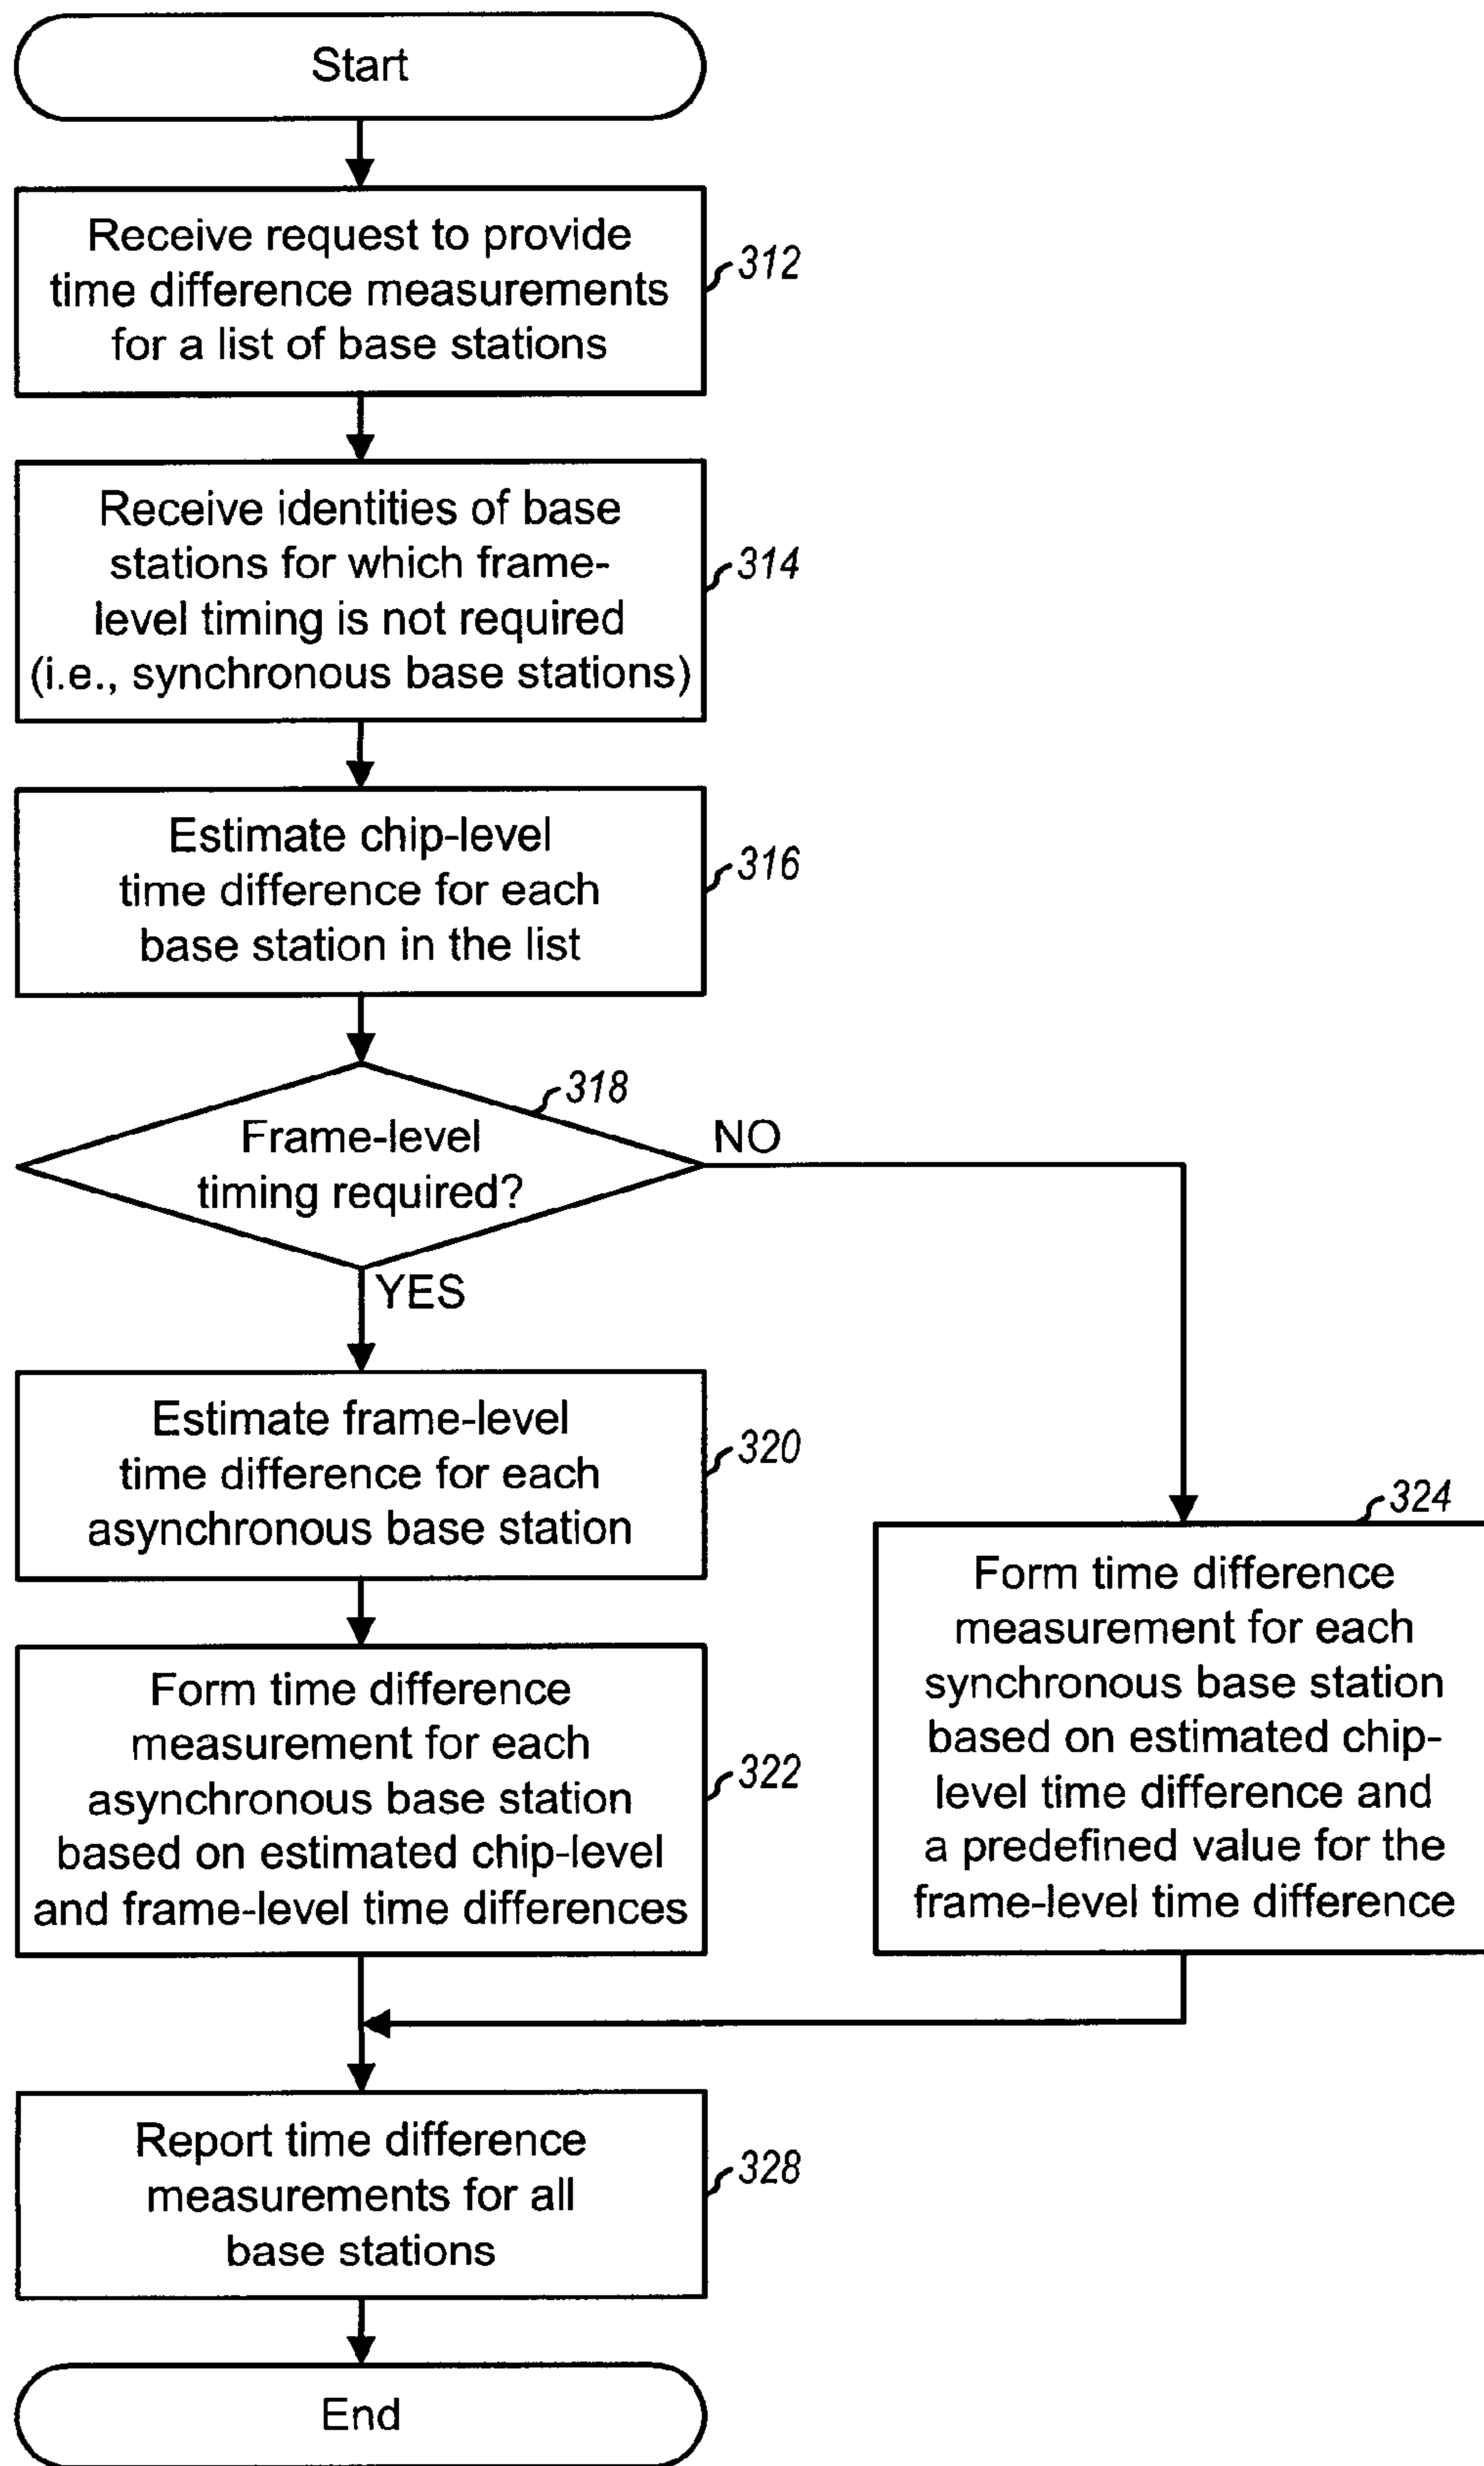 Start
Receive request to provide
time difference measurements
for a list of base stations
312
Receive identities of base
stations for which frame-
level timing is not required
(i.e., synchronous base stations)
314
Estimate chip-level
time difference for each
base station in the list
316
318
Frame-level
timing required?
NO
YES
Estimate frame-level
time difference for each
asynchronous base station
320
324
Form time difference
measurement for each
synchronous base station
based on estimated chip-
level time difference and
a predefined value for the
frame-level time difference
Form time difference
measurement for each
asynchronous base station
based on estimated chip-level
and frame-level time differences
322
Report time difference
measurements for all
base stations
328
End